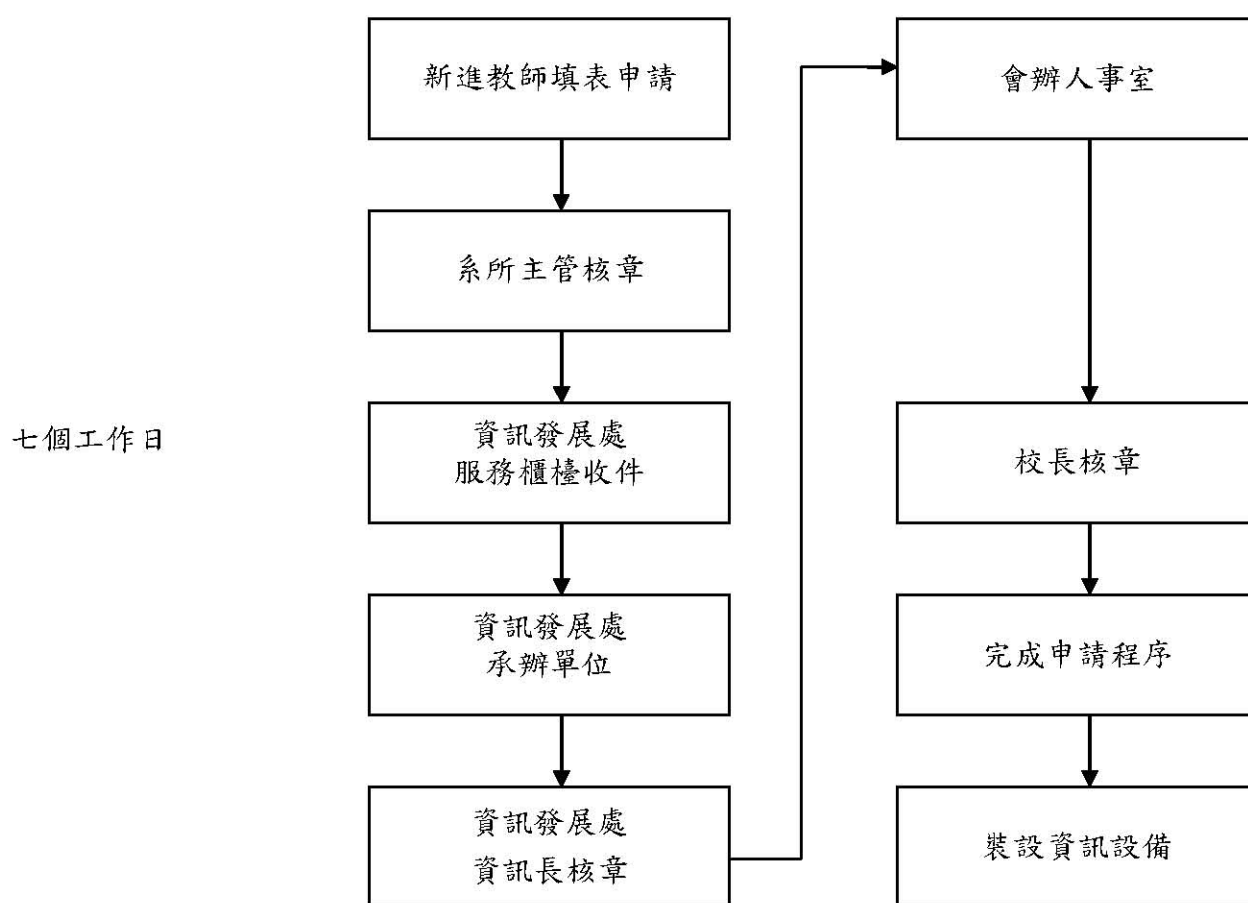 七個工作日
新進教師填表申請
系所主管核章
資訊發展處
服務櫃檯收件
資訊發展處
承辦單位
資訊發展處
資訊長核章
會辦人事室
校長核章
完成申請程序
裝設資訊設備